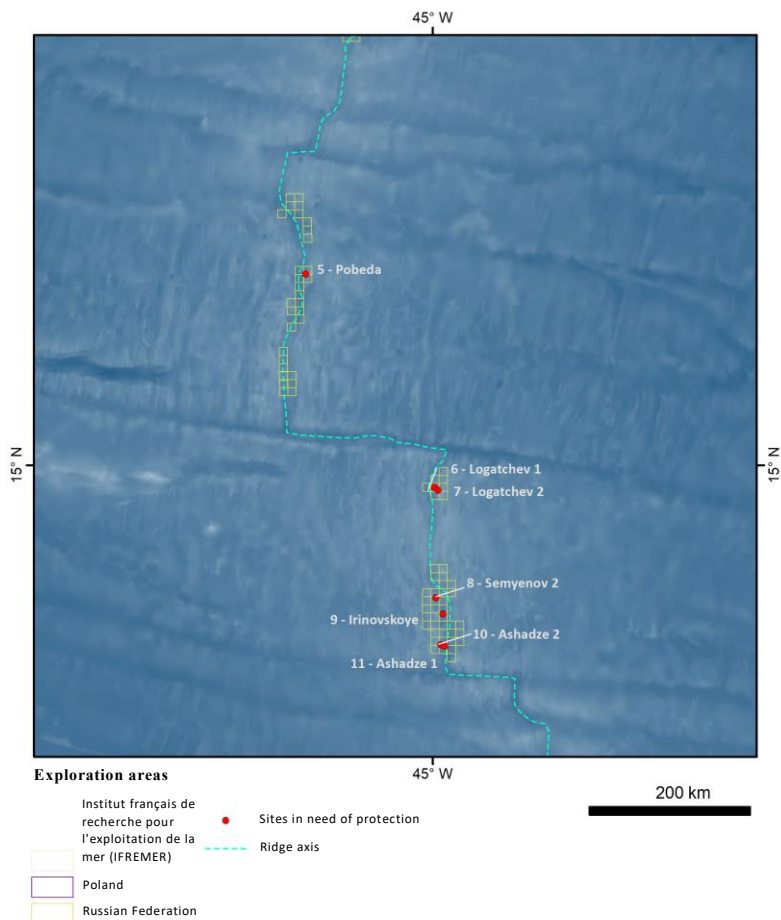 45° W
5 - Pobeda
15° N
15° N
6 - Logatchev 1
7 - Logatchev 2
8 - Semyenov 2
9 - Irinovskoye
10 - Ashadze 2
11 - Ashadze 1
45° W
Exploration areas
200 km
Institut français de
recherche pour
l'exploitation de la
mer (IFREMER)
Sites in need of protection
Ridge axis
Poland
Russian Federation